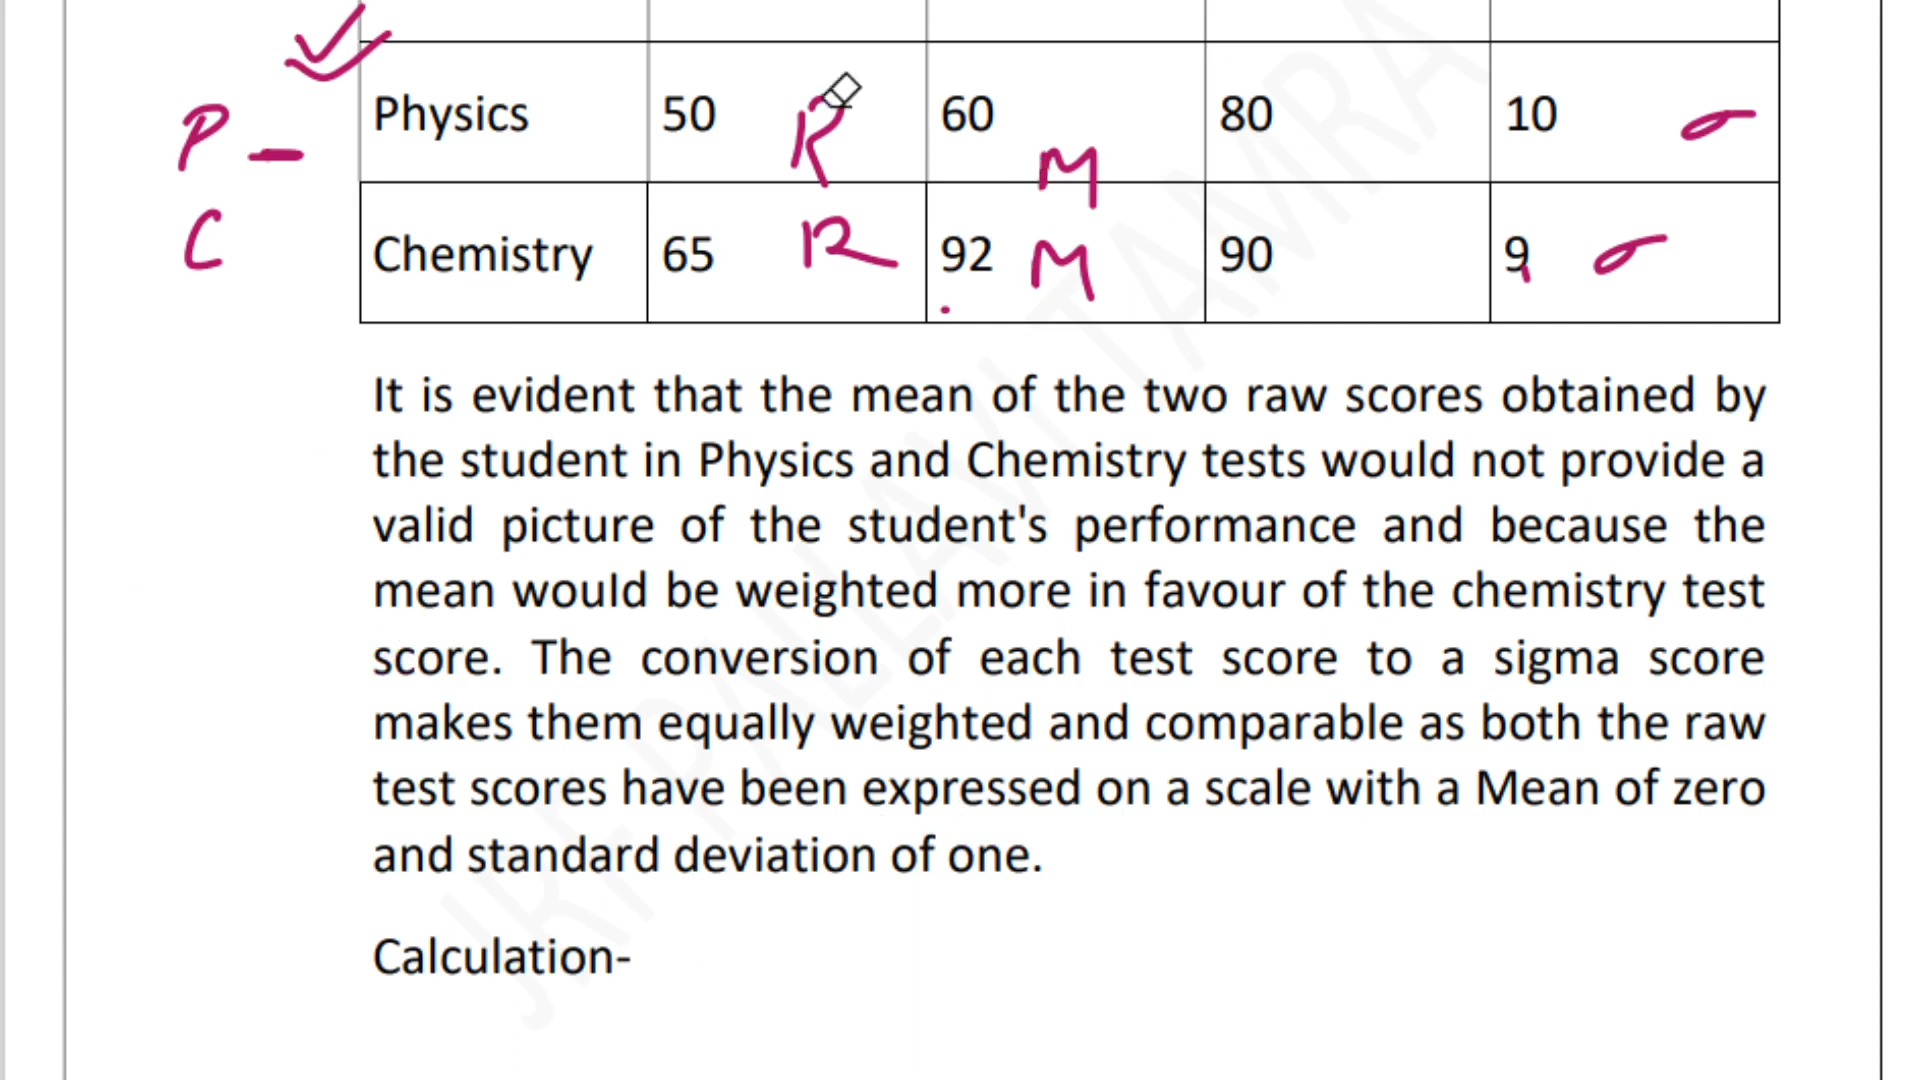 P - Physics 50 R 60 M 80 10 σ
C Chemistry 65 R 92 M 90 9 σ
It is evident that the mean of the two raw scores obtained by
the student in Physics and Chemistry tests would not provide a
valid picture of the student's performance and because the
mean would be weighted more in favour of the chemistry test
score. The conversion of each test score to a sigma score
makes them equally weighted and comparable as both the raw
test scores have been expressed on a scale with a Mean of zero
and standard deviation of one.
Calculation-
JRF PALLAVI TAMRA